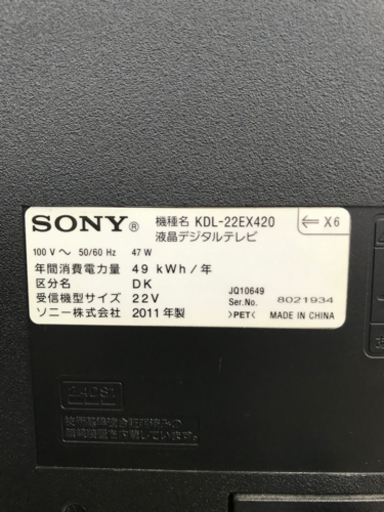 SONY® 機種名 KDL-22EX420
液晶デジタルテレビ
⇐ X6
100 V ～ 50/60 Hz 47 W
年間消費電力量 49 kWh/年
区分名 DK
受信機型サイズ 22V
ソニー株式会社 2011年製
JQ10649
Ser.No. 8021934
>PET< MADE IN CHINA